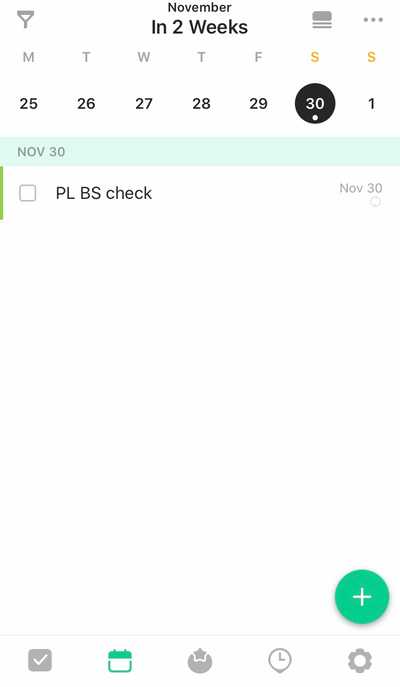 November
In 2 Weeks
M T W T F S S
25 26 27 28 29 30 1
NOV 30
PL BS check Nov 30